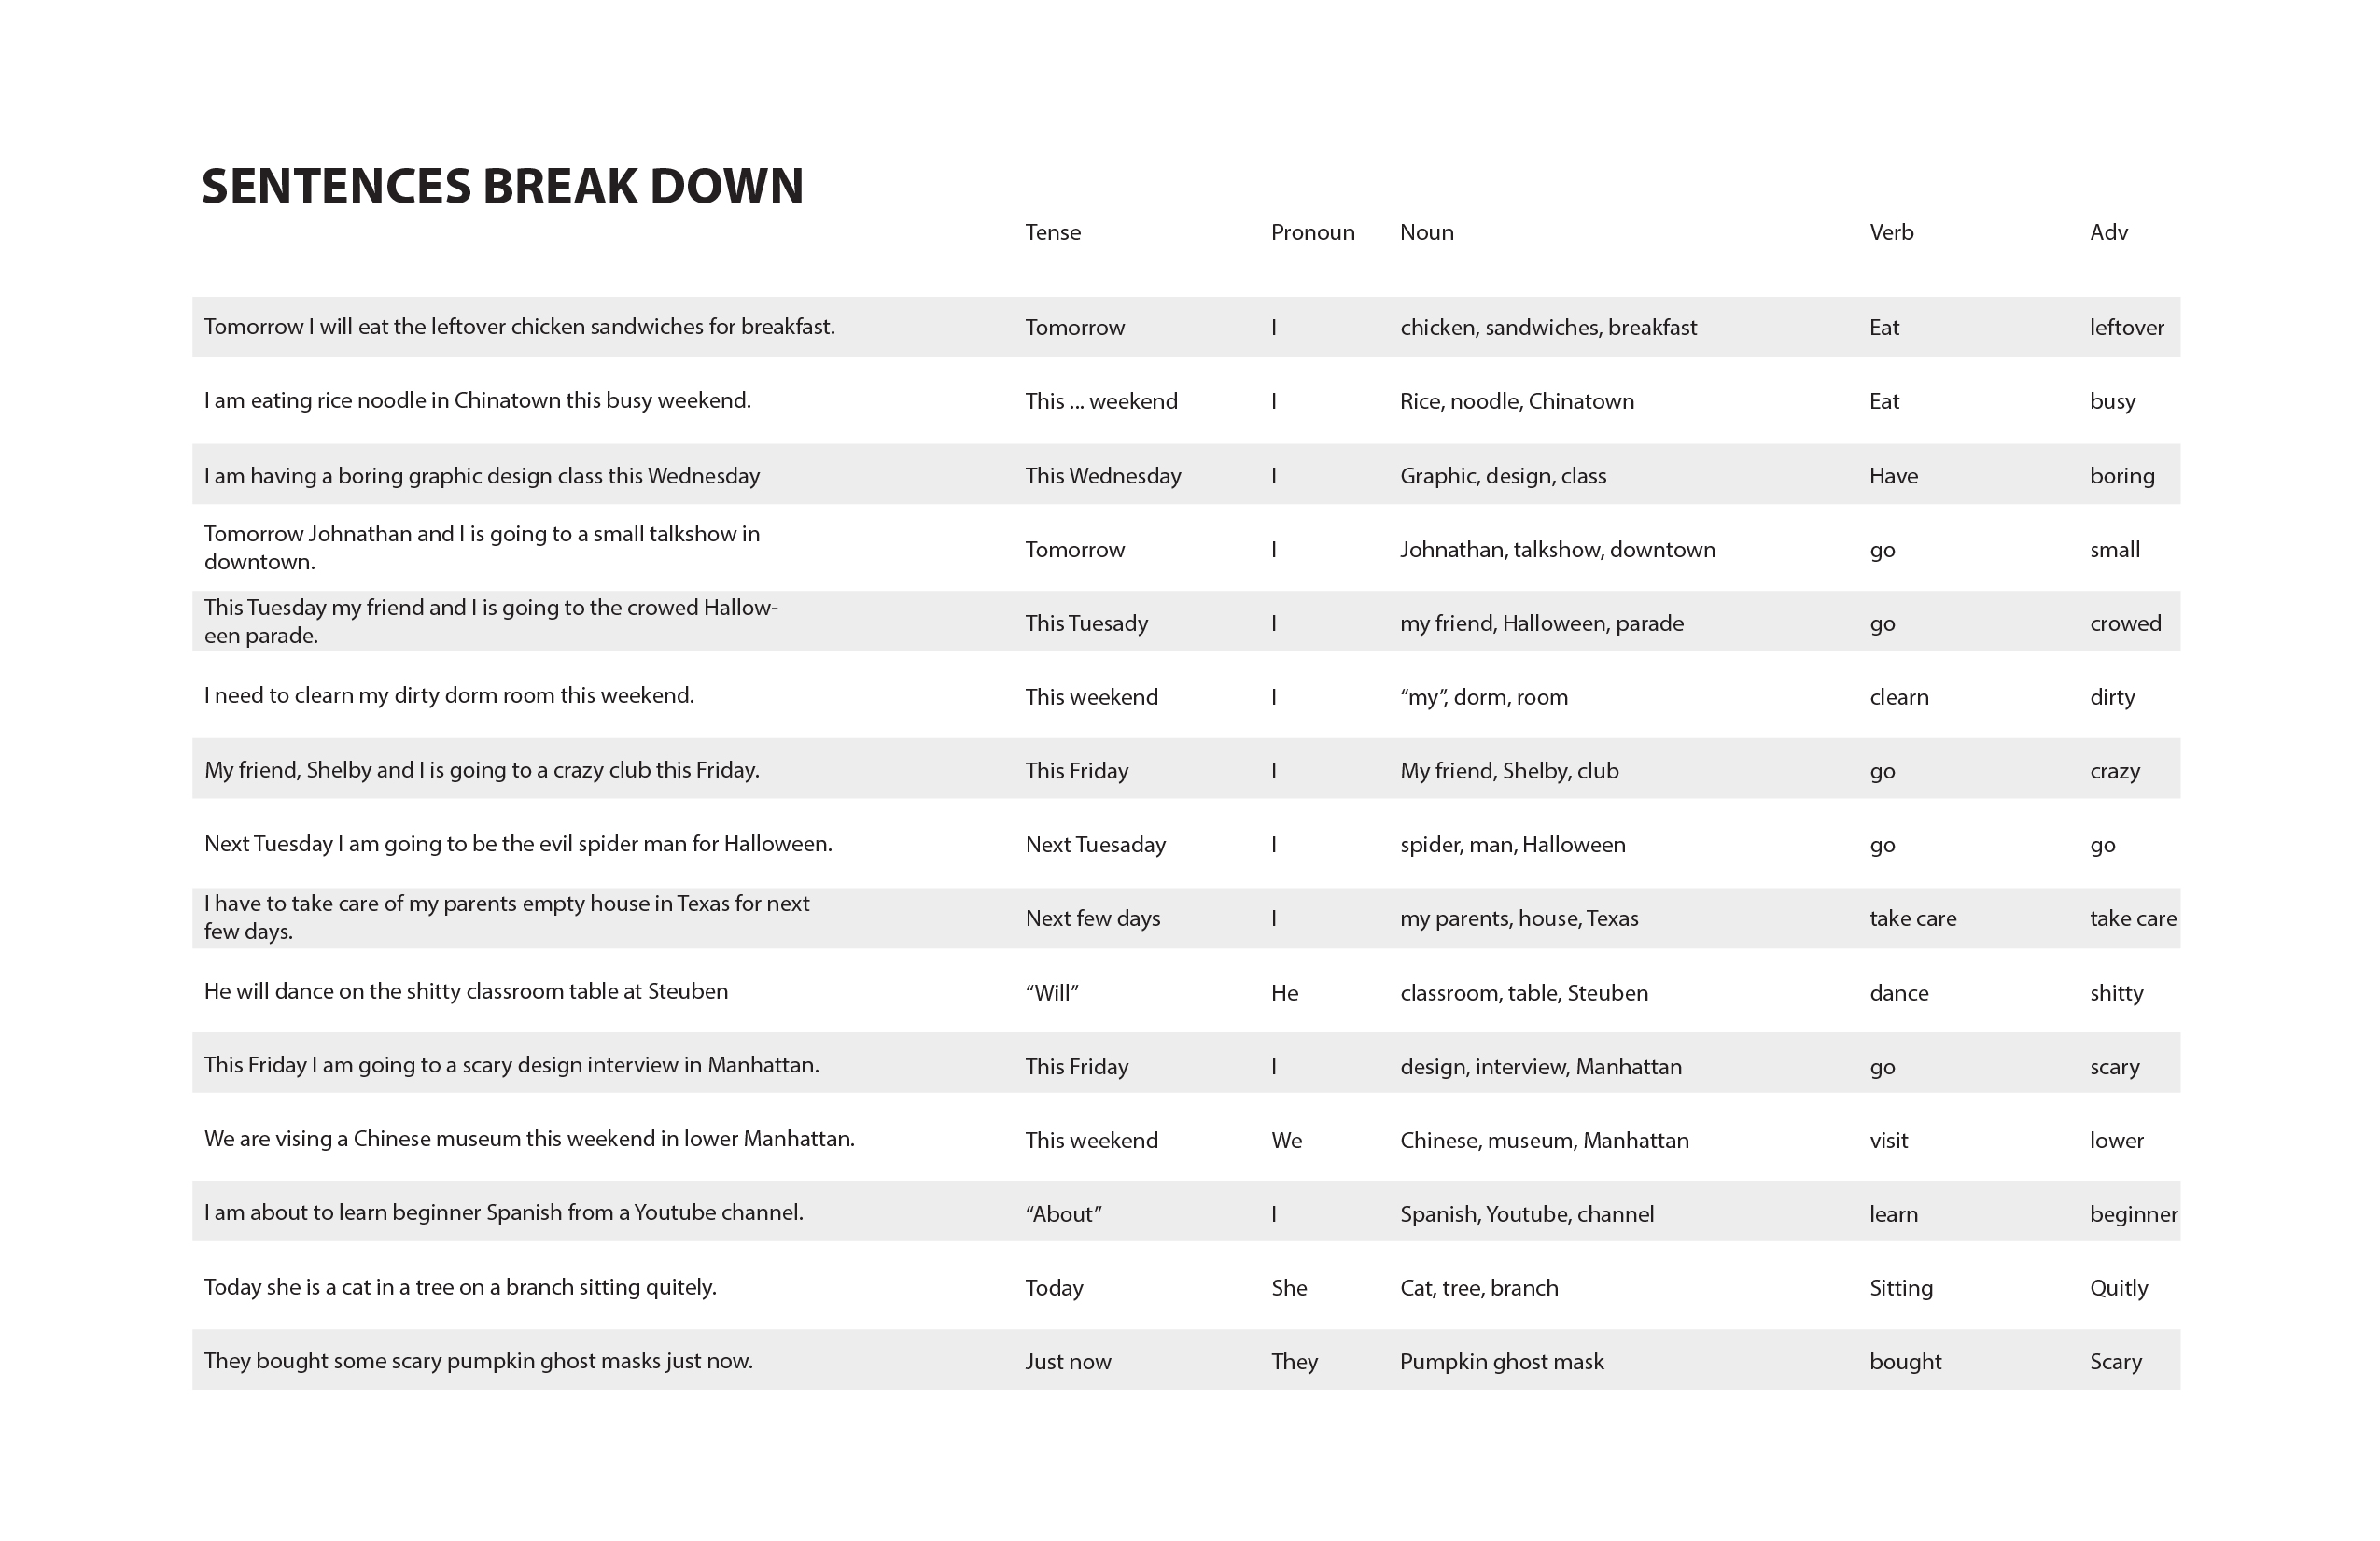 SENTENCES BREAK DOWN
Tense Pronoun Noun Verb Adv
Tomorrow I will eat the leftover chicken sandwiches for breakfast. Tomorrow I chicken, sandwiches, breakfast Eat leftover
I am eating rice noodle in Chinatown this busy weekend. This ... weekend I Rice, noodle, Chinatown Eat busy
I am having a boring graphic design class this Wednesday This Wednesday I Graphic, design, class Have boring
Tomorrow Johnathan and I is going to a small talkshow in
downtown. Tomorrow I Johnathan, talkshow, downtown go small
This Tuesday my friend and I is going to the crowed Hallow-
een parade. This Tuesady I my friend, Halloween, parade go crowed
I need to clearn my dirty dorm room this weekend. This weekend I “my”, dorm, room clearn dirty
My friend, Shelby and I is going to a crazy club this Friday. This Friday I My friend, Shelby, club go crazy
Next Tuesday I am going to be the evil spider man for Halloween. Next Tuesaday I spider, man, Halloween go go
I have to take care of my parents empty house in Texas for next
few days. Next few days I my parents, house, Texas take care take care
He will dance on the shitty classroom table at Steuben “Will” He classroom, table, Steuben dance shitty
This Friday I am going to a scary design interview in Manhattan. This Friday I design, interview, Manhattan go scary
We are vising a Chinese museum this weekend in lower Manhattan. This weekend We Chinese, museum, Manhattan visit lower
I am about to learn beginner Spanish from a Youtube channel. “About” I Spanish, Youtube, channel learn beginner
Today she is a cat in a tree on a branch sitting quitely. Today She Cat, tree, branch Sitting Quitly
They bought some scary pumpkin ghost masks just now. Just now They Pumpkin ghost mask bought Scary